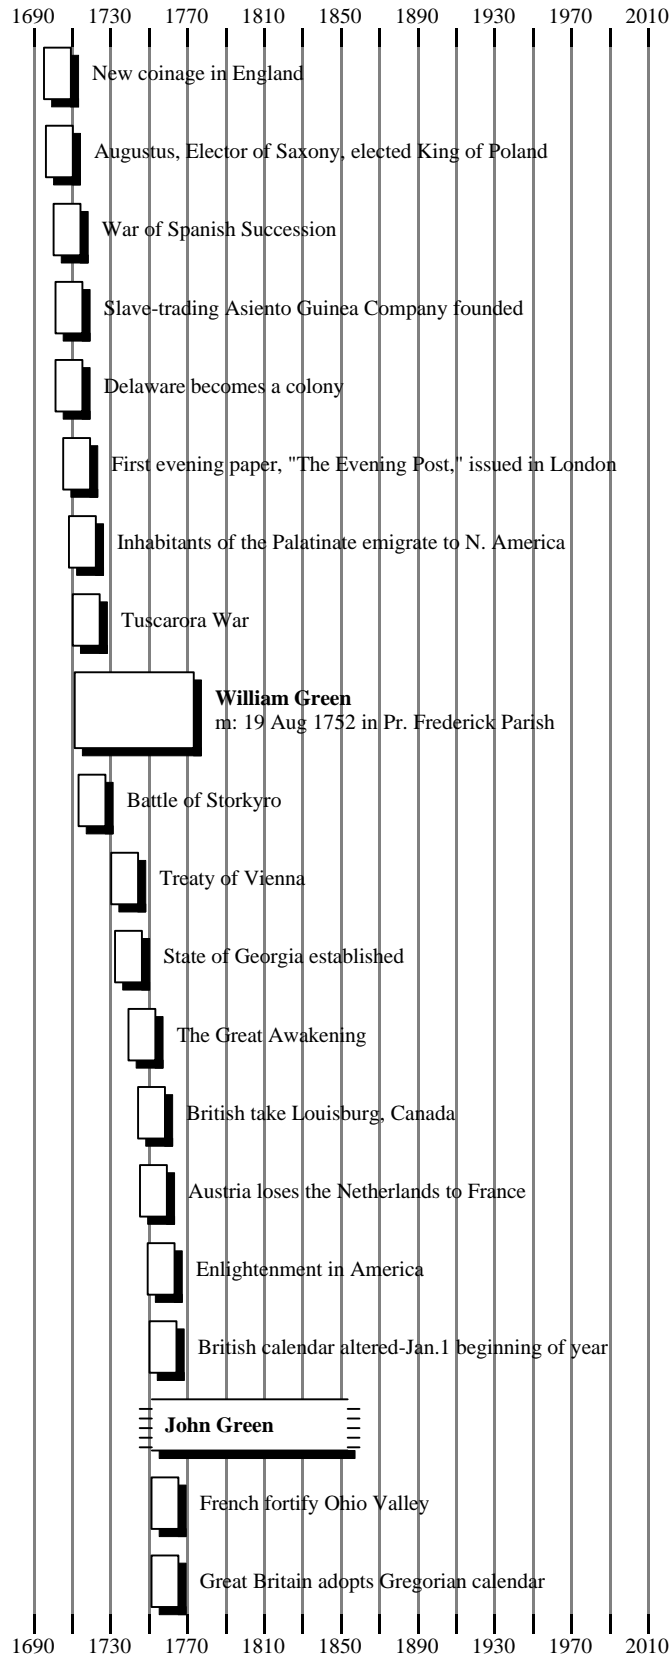 1690 1730 1770 1810 1850 1890 1930 1970 2010
New coinage in England
Augustus, Elector of Saxony, elected King of Poland
War of Spanish Succession
Slave-trading Asiento Guinea Company founded
Delaware becomes a colony
First evening paper, "The Evening Post," issued in London
Inhabitants of the Palatinate emigrate to N. America
Tuscarora War
William Green
m: 19 Aug 1752 in Pr. Frederick Parish
Battle of Storkyro
Treaty of Vienna
State of Georgia established
The Great Awakening
British take Louisburg, Canada
Austria loses the Netherlands to France
Enlightenment in America
British calendar altered-Jan.1 beginning of year
John Green
French fortify Ohio Valley
Great Britain adopts Gregorian calendar
1690 1730 1770 1810 1850 1890 1930 1970 2010